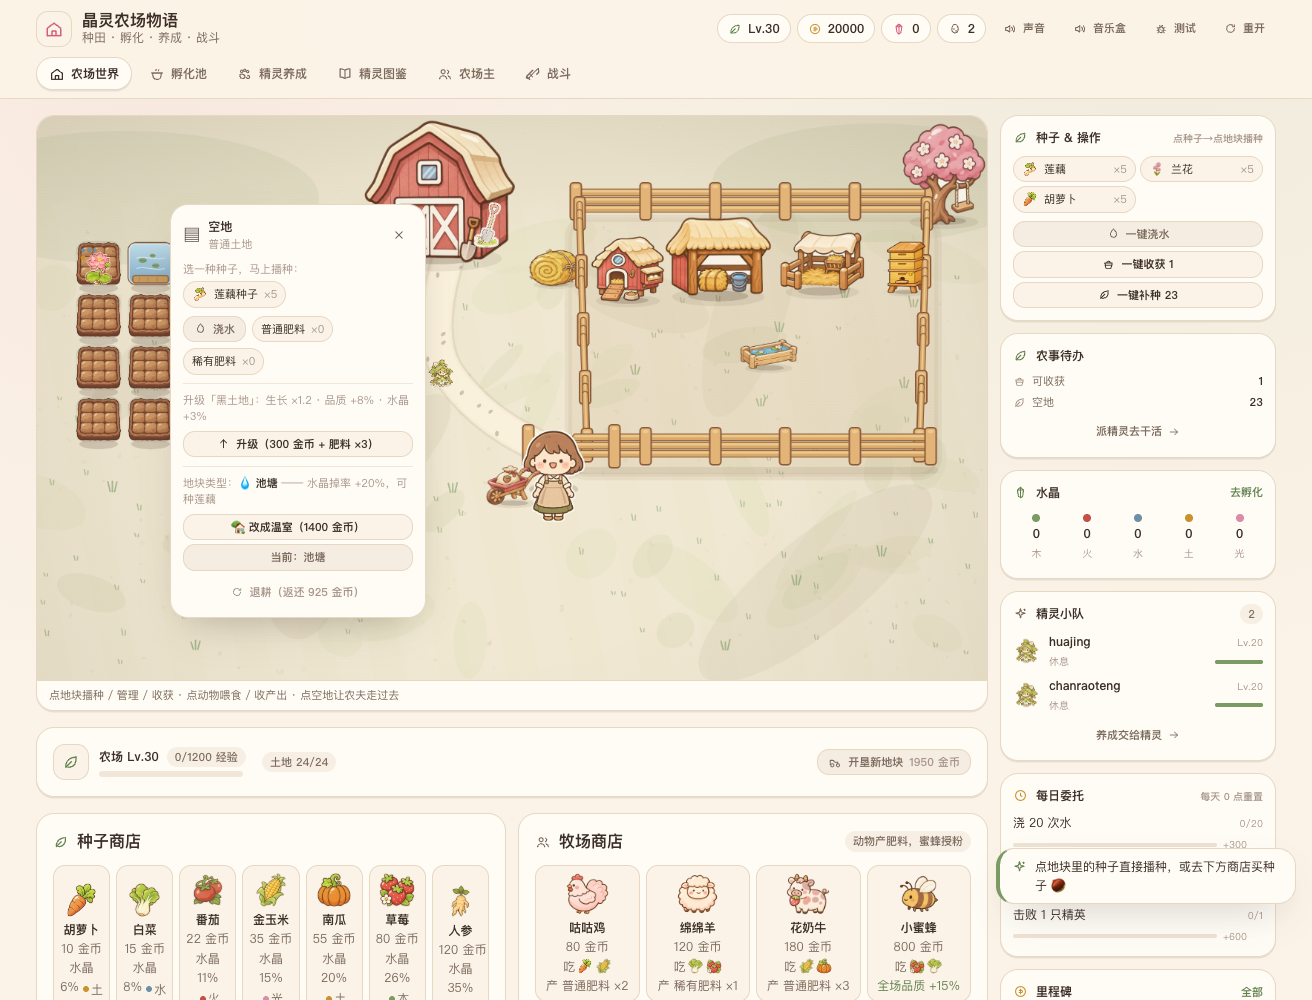 晶灵农场物语
种田 · 孵化 · 养成 · 战斗
Lv.30
20000
0
2
声音
音乐盒
测试
重开
农场世界
孵化池
精灵养成
精灵图鉴
农场主
战斗
空地
普通土地
选一种种子，马上播种：
莲藕种子 ×5
浇水
普通肥料 ×0
稀有肥料 ×0
升级「黑土地」：生长 ×1.2 · 品质 +8% · 水晶
+3%
升级（300 金币 + 肥料 ×3）
地块类型： 池塘 —— 水晶掉率 +20%，可
种莲藕
改成温室（1400 金币）
当前：池塘
退耕（返还 925 金币）
点地块播种 / 管理 / 收获 · 点动物喂食 / 收产出 · 点空地让农夫走过去
农场 Lv.30
0/1200 经验
土地 24/24
开垦新地块 1950 金币
种子商店
胡萝卜
10 金币
水晶
6% 土
白菜
15 金币
水晶
8% 水
番茄
22 金币
水晶
11%
火
金玉米
35 金币
水晶
15%
光
南瓜
55 金币
水晶
20%
土
草莓
80 金币
水晶
26%
木
人参
120 金币
水晶
35%
牧场商店
动物产肥料，蜜蜂授粉
咕咕鸡
80 金币
吃
产 普通肥料 ×2
绵绵羊
120 金币
吃
产 稀有肥料 ×1
花奶牛
180 金币
吃
产 普通肥料 ×3
小蜜蜂
800 金币
吃
全场品质 +15%
种子 & 操作
点种子→点地块播种
莲藕 ×5
兰花 ×5
胡萝卜 ×5
一键浇水
一键收获 1
一键补种 23
农事待办
可收获 1
空地 23
派精灵去干活 →
水晶
去孵化
0 0 0 0 0
木 火 水 土 光
精灵小队
2
huajing Lv.20
休息
chanraoteng Lv.20
休息
养成交给精灵 →
每日委托
每天 0 点重置
浇 20 次水 0/20
+300
点地块里的种子直接播种，或去下方商店买种
子
击败 1 只精英 0/1
+600
里程碑
全部